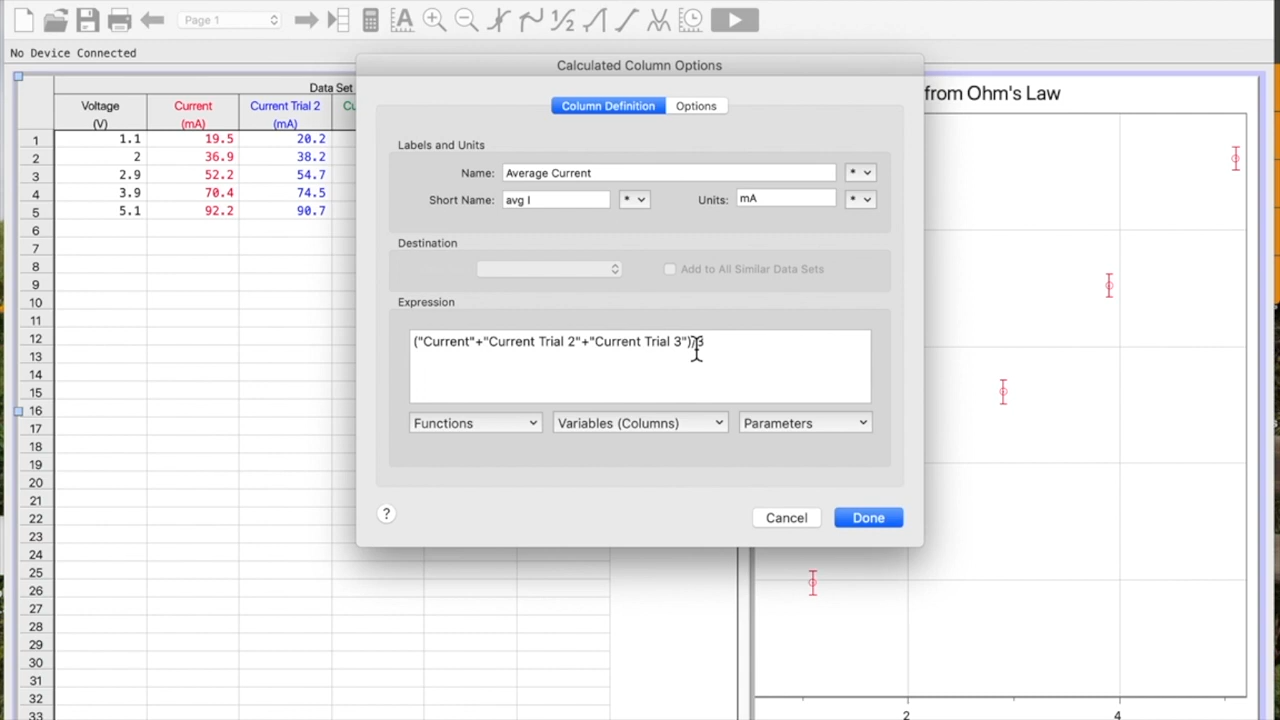 Page 1
No Device Connected
Calculated Column Options
Data Set
from Ohm's Law
Column Definition Options
Voltage Current Current Trial 2 Cu
(V) (mA) (mA)
1 1.1 19.5 20.2
2 2 36.9 38.2
3 2.9 52.2 54.7
4 3.9 70.4 74.5
5 5.1 92.2 90.7
6
7
8
9
10
11
12
13
14
15
16
17
18
19
20
21
22
23
24
25
26
27
28
29
30
31
32
33
Labels and Units
Name: Average Current *
Short Name: avg I * Units: mA *
Destination
Add to All Similar Data Sets
Expression
("Current"+"Current Trial 2"+"Current Trial 3")/3
Functions Variables (Columns) Parameters
? Cancel Done
2 4